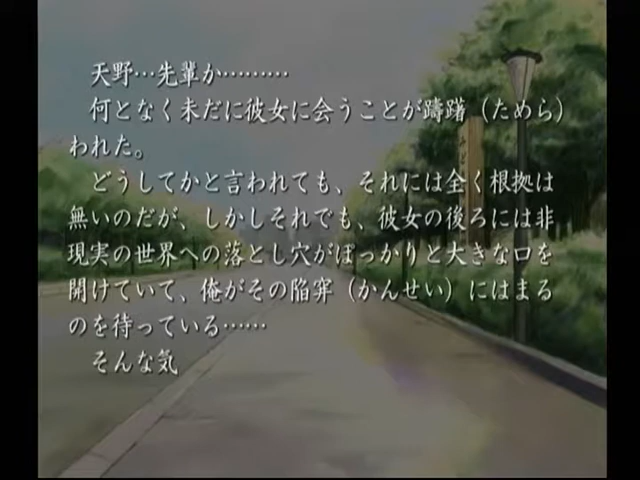 天野…先輩か………
何となく未だに彼女に会うことが躊躇（ためら）
われた。
どうしてかと言われても、それには全く根拠は
無いのだが、しかしそれでも、彼女の後ろには非
現実の世界への落とし穴がぽっかりと大きな口を
開けていて、俺がその陥穽（かんせい）にはまる
のを待っている……
そんな気
みど